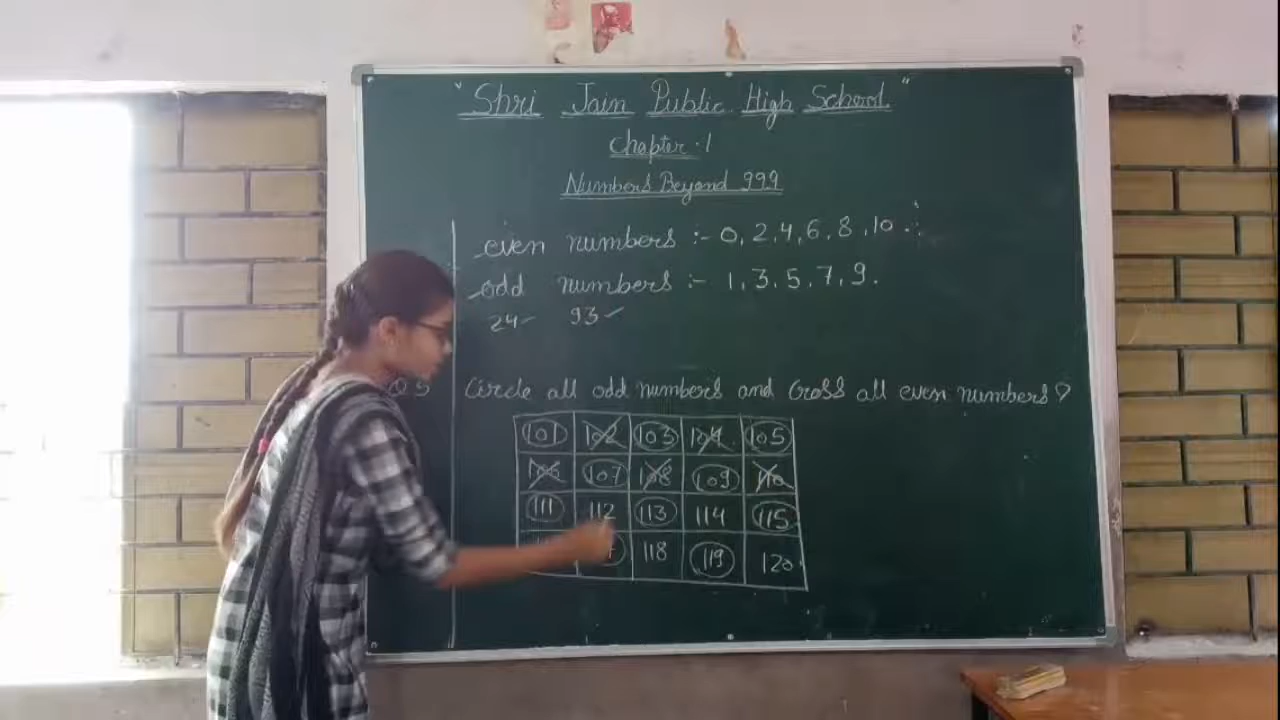 "Shri Jain Public High School"
Chapter :1
Numbers Beyond 999
even numbers :- 0, 2, 4, 6, 8, 10 .:
odd numbers :- 1, 3, 5, 7, 9.
24 93
Q 5 Circle all odd numbers and Cross all even numbers?
101 102 103 104 105
106 107 108 109 110
111 112 113 114 115
118 119 120